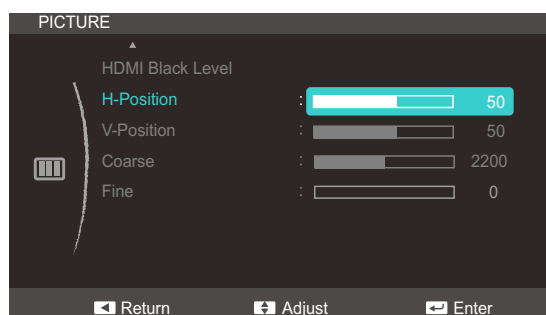 PICTURE
HDMI Black Level
H-Position : 50
V-Position : 50
Coarse : 2200
Fine : 0
Return Adjust Enter